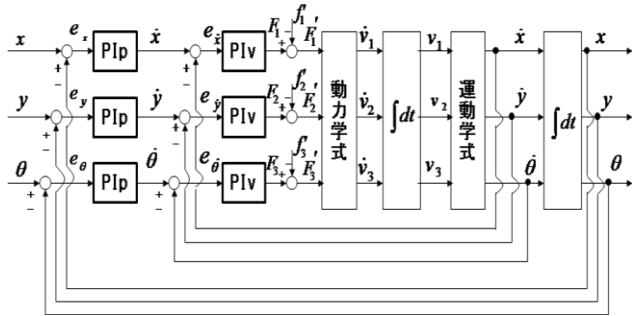 x e_x PIp ẋ e_ẋ PIv F_1 f_1' F_1' v̇_1 v_1 ẋ x
+ − + − + −
y e_y PIp ẏ e_ẏ PIv F_2 f_2' F_2' 動力学式 v̇_2 ∫dt v_2 運動学式 ẏ ∫dt y
+ − + − + −
θ e_θ PIp θ̇ e_θ̇ PIv F_3 f_3' F_3' v̇_3 v_3 θ̇ θ
+ − + − + −